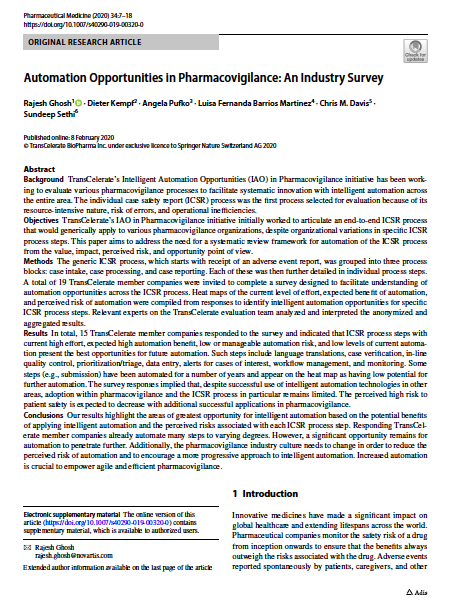 Pharmaceutical Medicine (2020) 34:7–18
https://doi.org/10.1007/s40290-019-00320-0
ORIGINAL RESEARCH ARTICLE
Check for
updates
Automation Opportunities in Pharmacovigilance: An Industry Survey
Rajesh Ghosh1 · Dieter Kempf2 · Angela Pufko3 · Luisa Fernanda Barrios Martinez4 · Chris M. Davis5 ·
Sundeep Sethi6
Published online: 8 February 2020
© TransCelerate BioPharma Inc. under exclusive licence to Springer Nature Switzerland AG 2020
Abstract
Background TransCelerate's Intelligent Automation Opportunities (IAO) in Pharmacovigilance initiative has been work-
ing to evaluate various pharmacovigilance processes to facilitate systematic innovation with intelligent automation across
the entire area. The individual case safety report (ICSR) process was the first process selected for evaluation because of its
resource-intensive nature, risk of errors, and operational inefficiencies.
Objectives TransCelerate's IAO in Pharmacovigilance initiative initially worked to articulate an end-to-end ICSR process
that would generically apply to various pharmacovigilance organizations, despite organizational variations in specific ICSR
process steps. This paper aims to address the need for a systematic review framework for automation of the ICSR process
from the value, impact, perceived risk, and opportunity point of view.
Methods The generic ICSR process, which starts with receipt of an adverse event report, was grouped into three process
blocks: case intake, case processing, and case reporting. Each of these was then further detailed in individual process steps.
A total of 19 TransCelerate member companies were invited to complete a survey designed to facilitate understanding of
automation opportunities across the ICSR process. Heat maps of the current level of effort, expected benefit of automation,
and perceived risk of automation were compiled from responses to identify intelligent automation opportunities for specific
ICSR process steps. Relevant experts on the TransCelerate evaluation team analyzed and interpreted the anonymized and
aggregated results.
Results In total, 15 TransCelerate member companies responded to the survey and indicated that ICSR process steps with
current high effort, expected high automation benefit, low or manageable automation risk, and low levels of current automa-
tion present the best opportunities for future automation. Such steps include language translations, case verification, in-line
quality control, prioritization/triage, data entry, alerts for cases of interest, workflow management, and monitoring. Some
steps (e.g., submission) have been automated for a number of years and appear on the heat map as having low potential for
further automation. The survey responses implied that, despite successful use of intelligent automation technologies in other
areas, adoption within pharmacovigilance and the ICSR process in particular remains limited. The perceived high risk to
patient safety is expected to decrease with additional successful applications in pharmacovigilance.
Conclusions Our results highlight the areas of greatest opportunity for intelligent automation based on the potential benefits
of applying intelligent automation and the perceived risks associated with each ICSR process step. Responding TransCel-
erate member companies already automate many steps to varying degrees. However, a significant opportunity remains for
automation to penetrate further. Additionally, the pharmacovigilance industry culture needs to change in order to reduce the
perceived risk of automation and to encourage a more progressive approach to intelligent automation. Increased automation
is crucial to empower agile and efficient pharmacovigilance.
Electronic supplementary material The online version of this
article (https://doi.org/10.1007/s40290-019-00320-0) contains
supplementary material, which is available to authorized users.
Rajesh Ghosh
rajesh.ghosh@novartis.com
Extended author information available on the last page of the article
1 Introduction
Innovative medicines have made a significant impact on
global healthcare and extending lifespans across the world.
Pharmaceutical companies monitor the safety risk of a drug
from inception onwards to ensure that the benefits always
outweigh the risks associated with the drug. Adverse events
reported spontaneously by patients, caregivers, and other
Adis